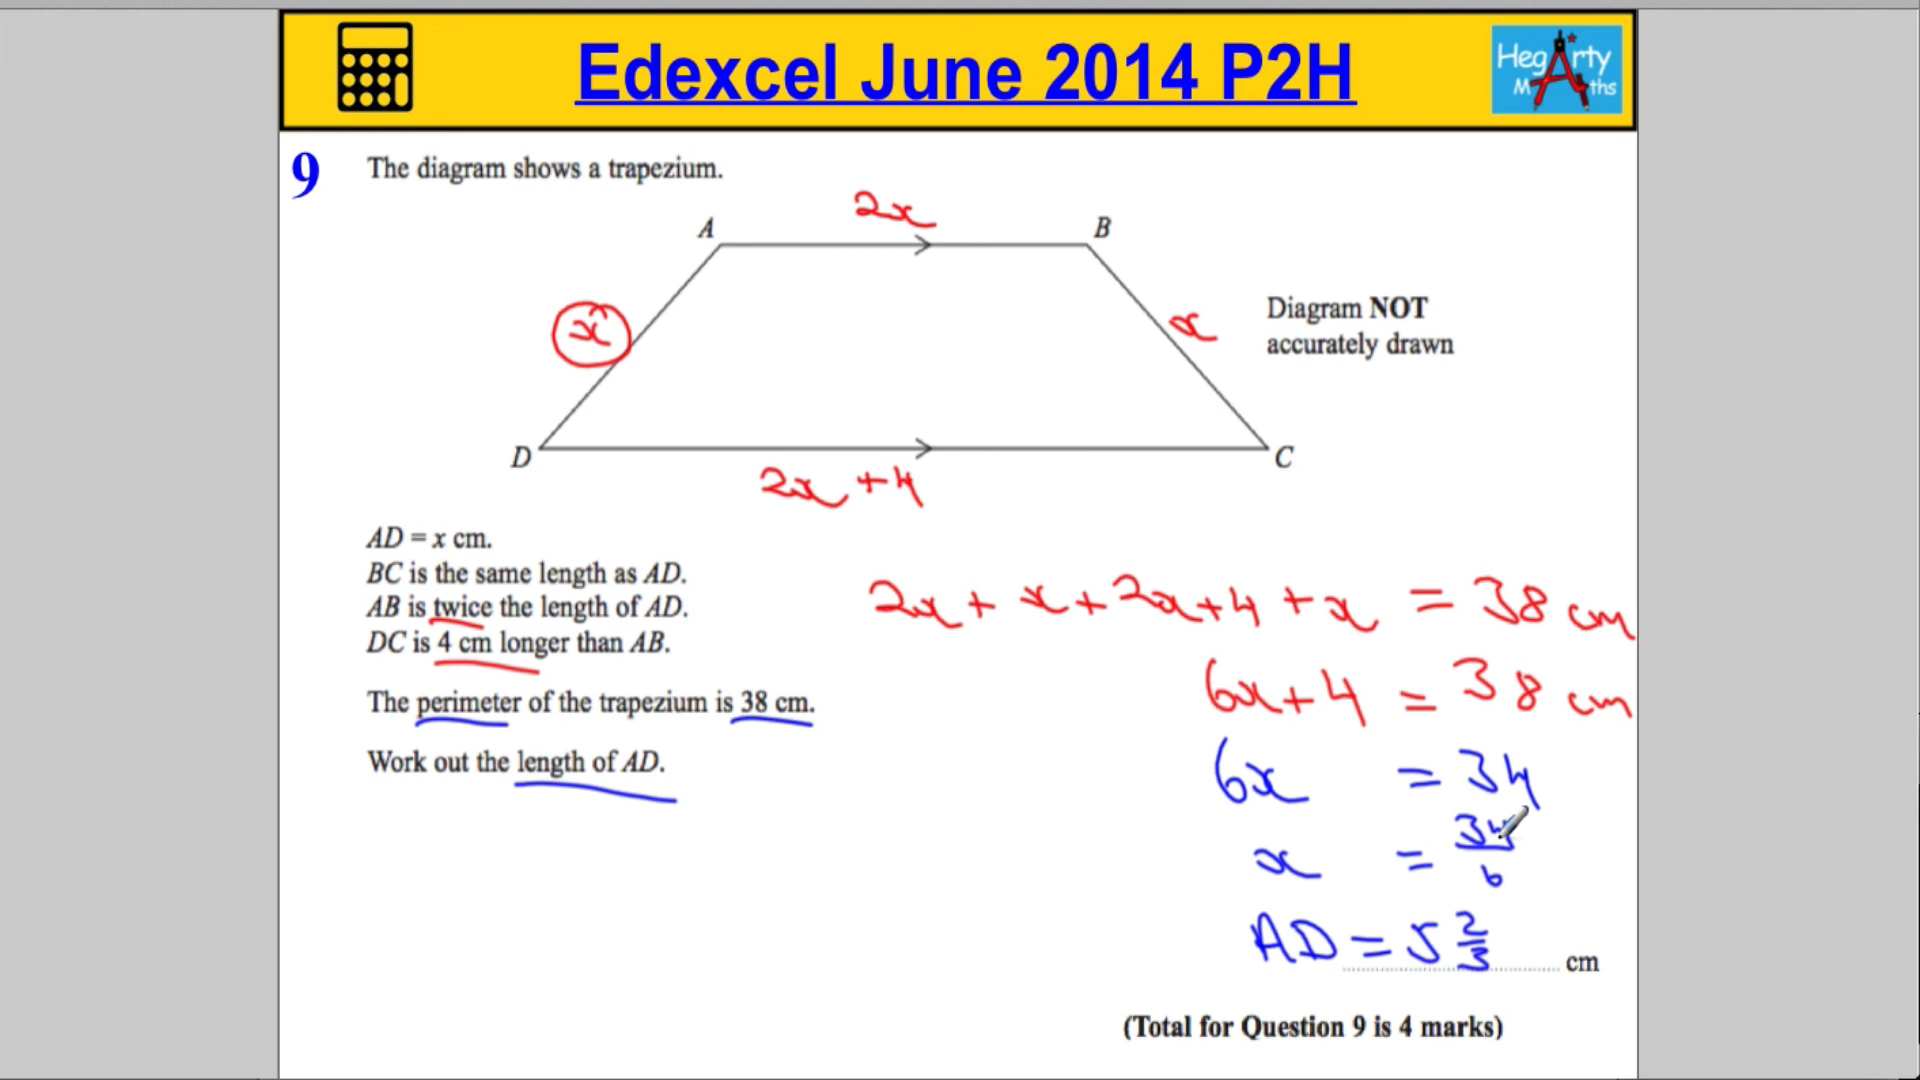 Edexcel June 2014 P2H
Hegarty
Maths
9
The diagram shows a trapezium.
2x
A
B
x
x
Diagram NOT
accurately drawn
D
C
2x + 4
AD = x cm.
BC is the same length as AD.
AB is twice the length of AD.
DC is 4 cm longer than AB.
2x + x + 2x + 4 + x = 38 cm
6x + 4 = 38 cm
The perimeter of the trapezium is 38 cm.
Work out the length of AD.
6x = 34
x = 34/6
AD = 5 2/3 cm
(Total for Question 9 is 4 marks)